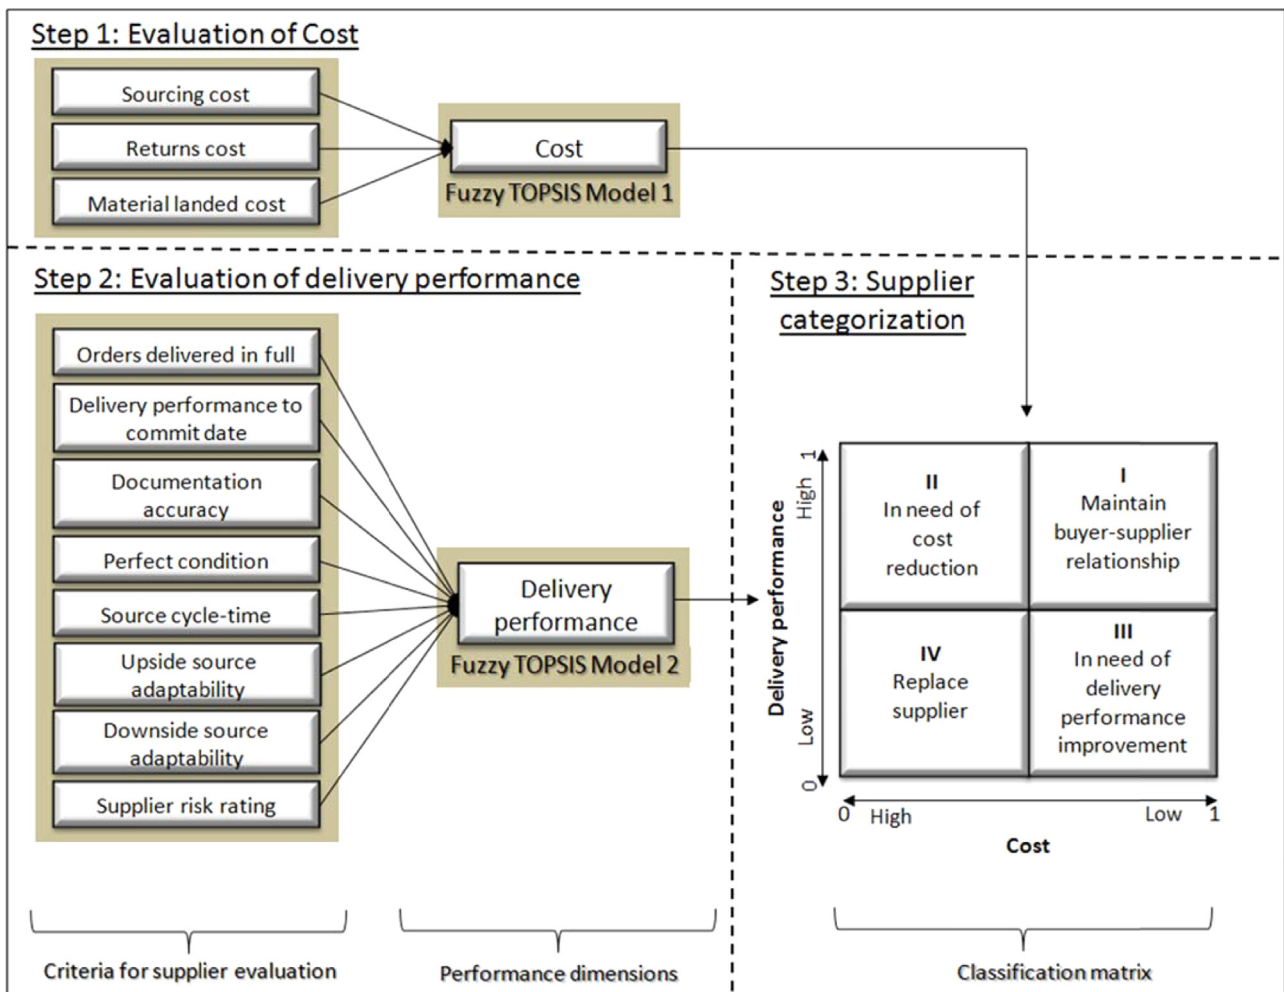 Step 1: Evaluation of Cost
Sourcing cost
Returns cost
Material landed cost
Cost
Fuzzy TOPSIS Model 1
Step 2: Evaluation of delivery performance
Orders delivered in full
Delivery performance to
commit date
Documentation
accuracy
Perfect condition
Source cycle-time
Upside source
adaptability
Downside source
adaptability
Supplier risk rating
Delivery
performance
Fuzzy TOPSIS Model 2
Step 3: Supplier
categorization
Delivery performance
0 Low High 1
II
In need of
cost
reduction
I
Maintain
buyer-supplier
relationship
IV
Replace
supplier
III
In need of
delivery
performance
improvement
0 High Low 1
Cost
Criteria for supplier evaluation
Performance dimensions
Classification matrix